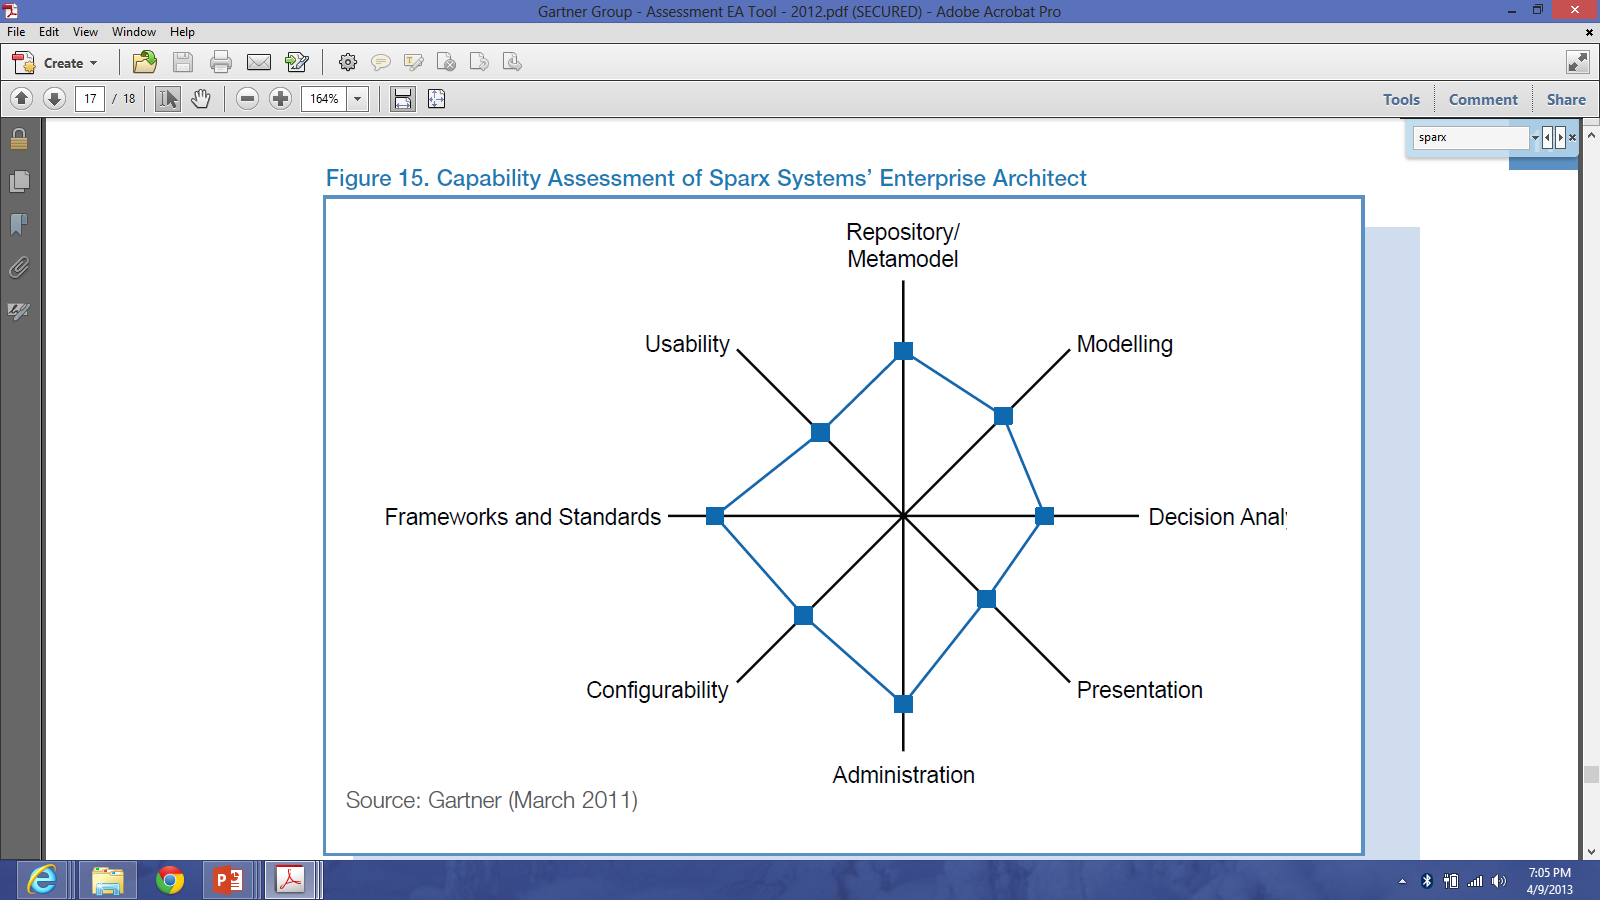 Gartner Group - Assessment EA Tool - 2012.pdf (SECURED) - Adobe Acrobat Pro
File Edit View Window Help
Create
17 / 18 164% Tools Comment Share
sparx
Figure 15. Capability Assessment of Sparx Systems' Enterprise Architect
Repository/
Metamodel
Usability Modelling
Frameworks and Standards Decision Anal
Configurability Presentation
Administration
Source: Gartner (March 2011)
7:05 PM
4/9/2013